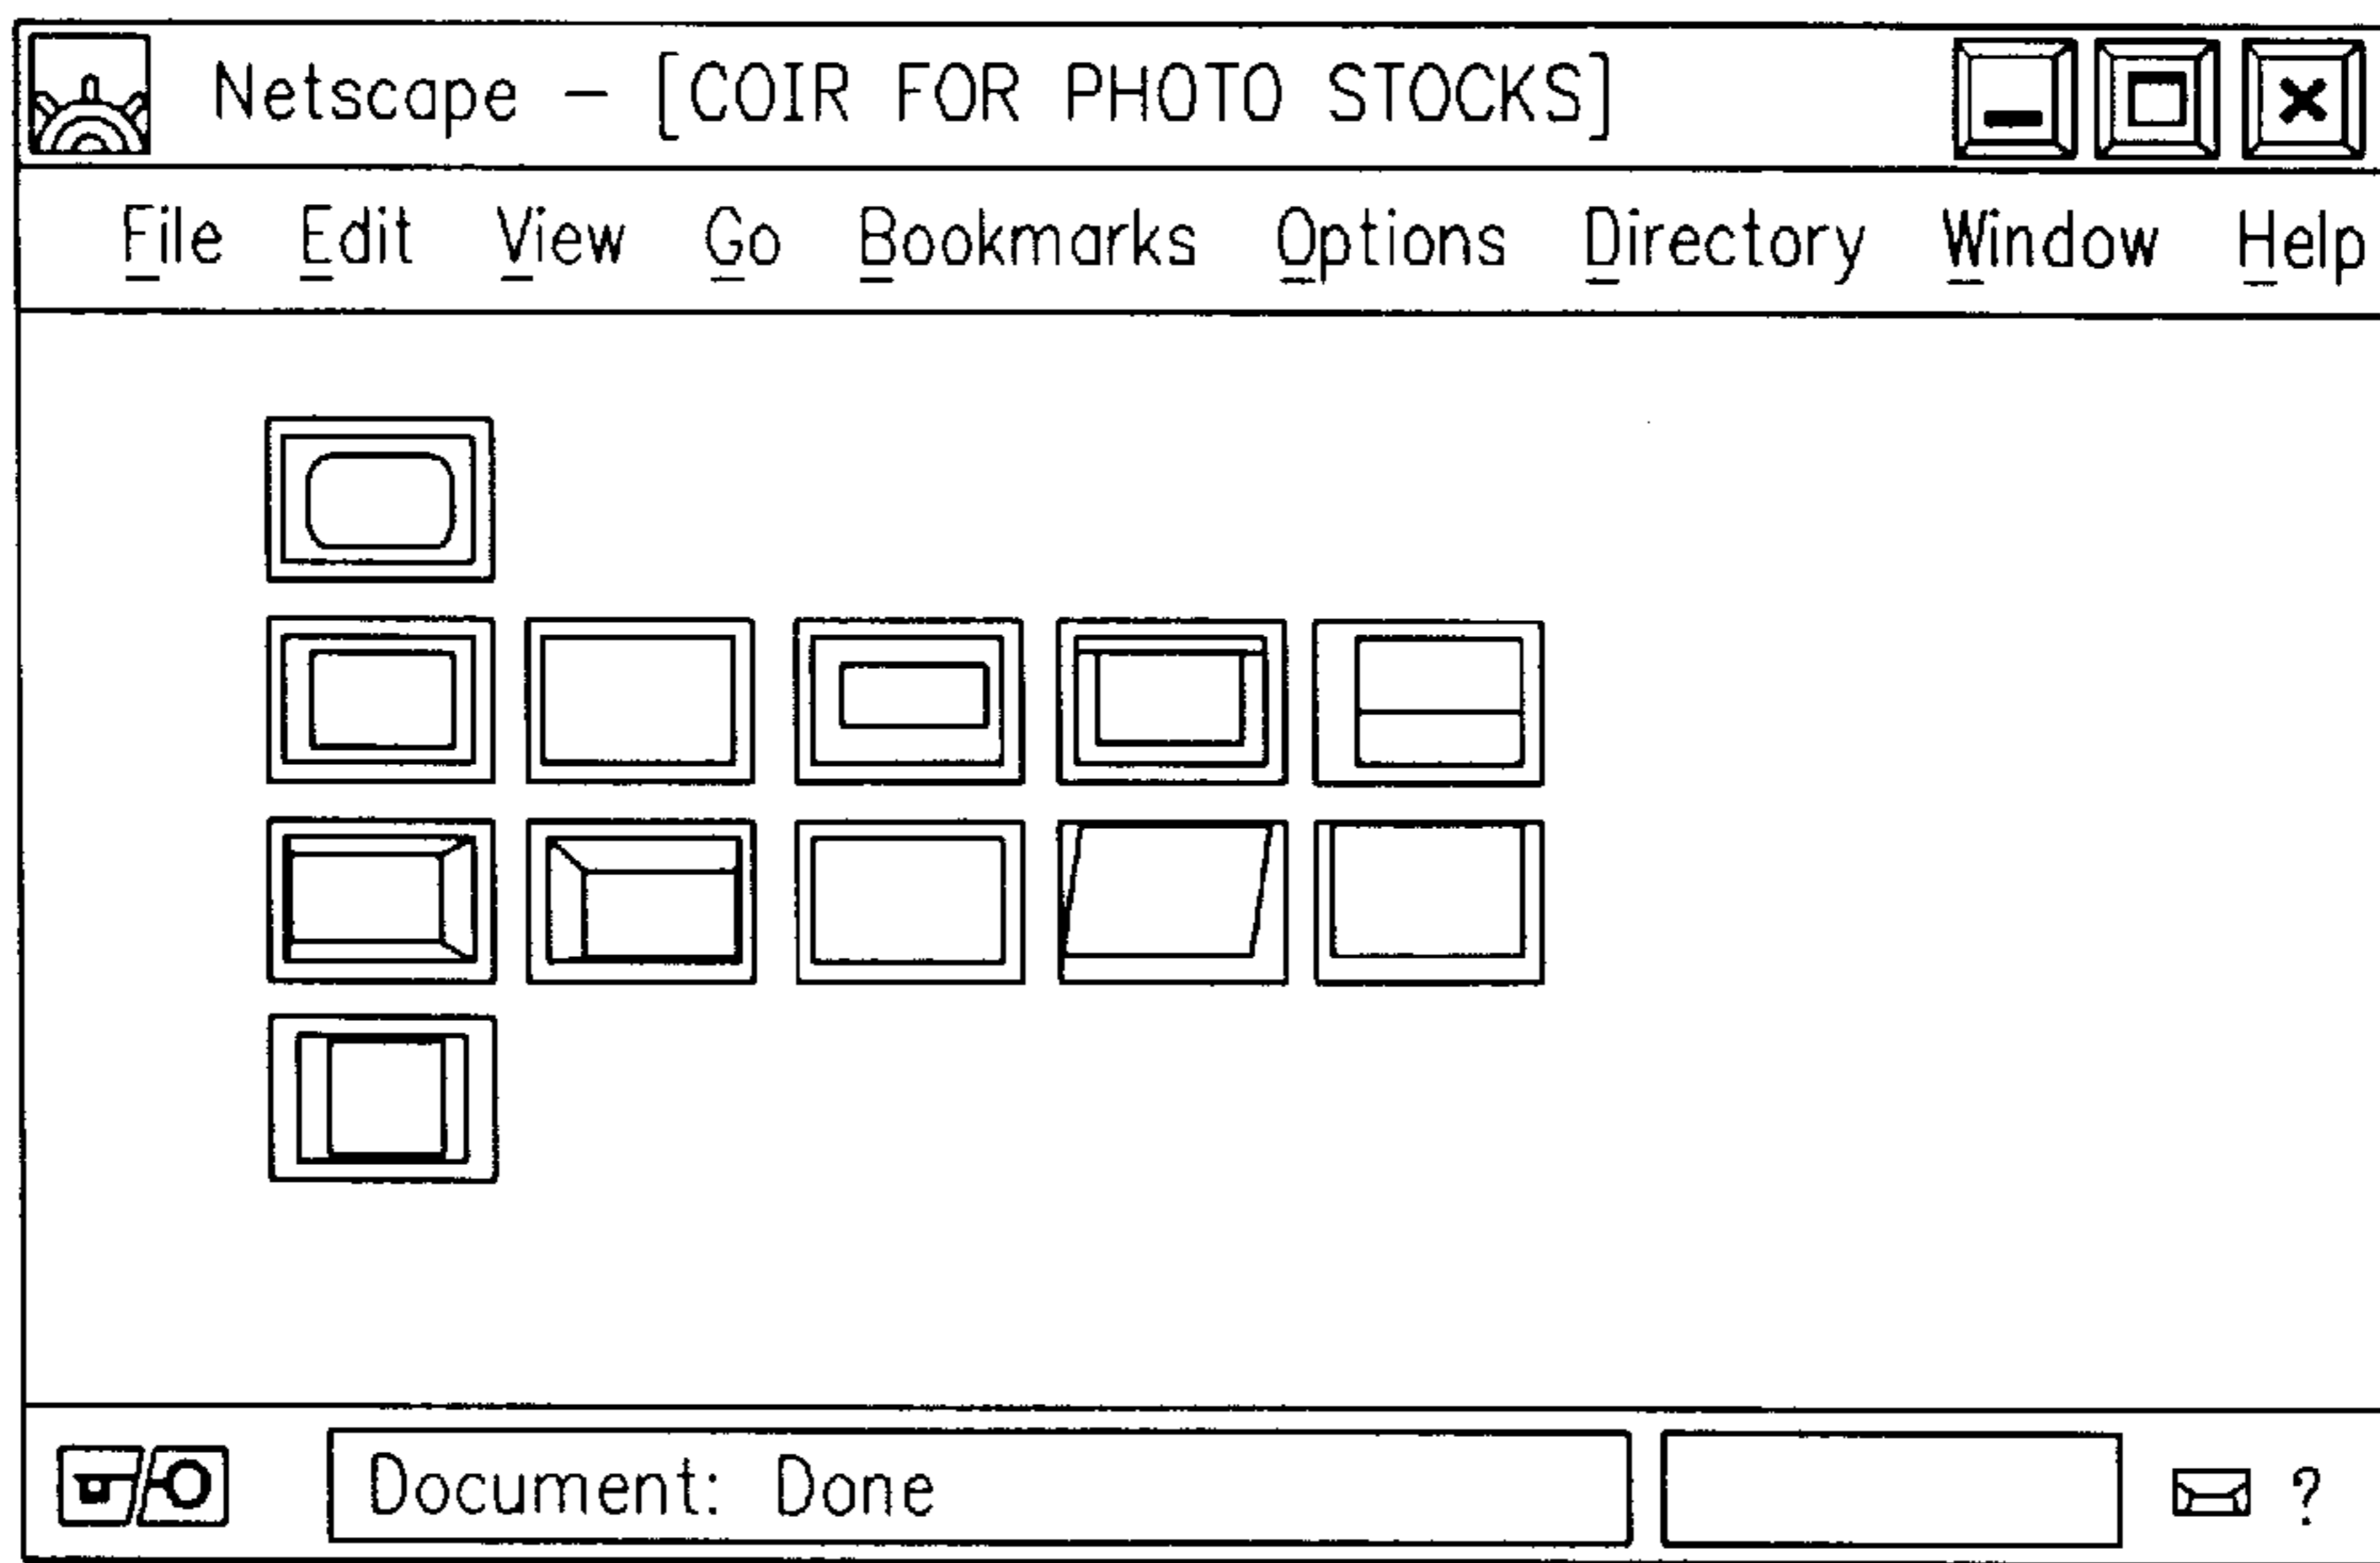 Netscape - [COIR FOR PHOTO STOCKS]
File Edit View Go Bookmarks Options Directory Window Help
Document: Done ?